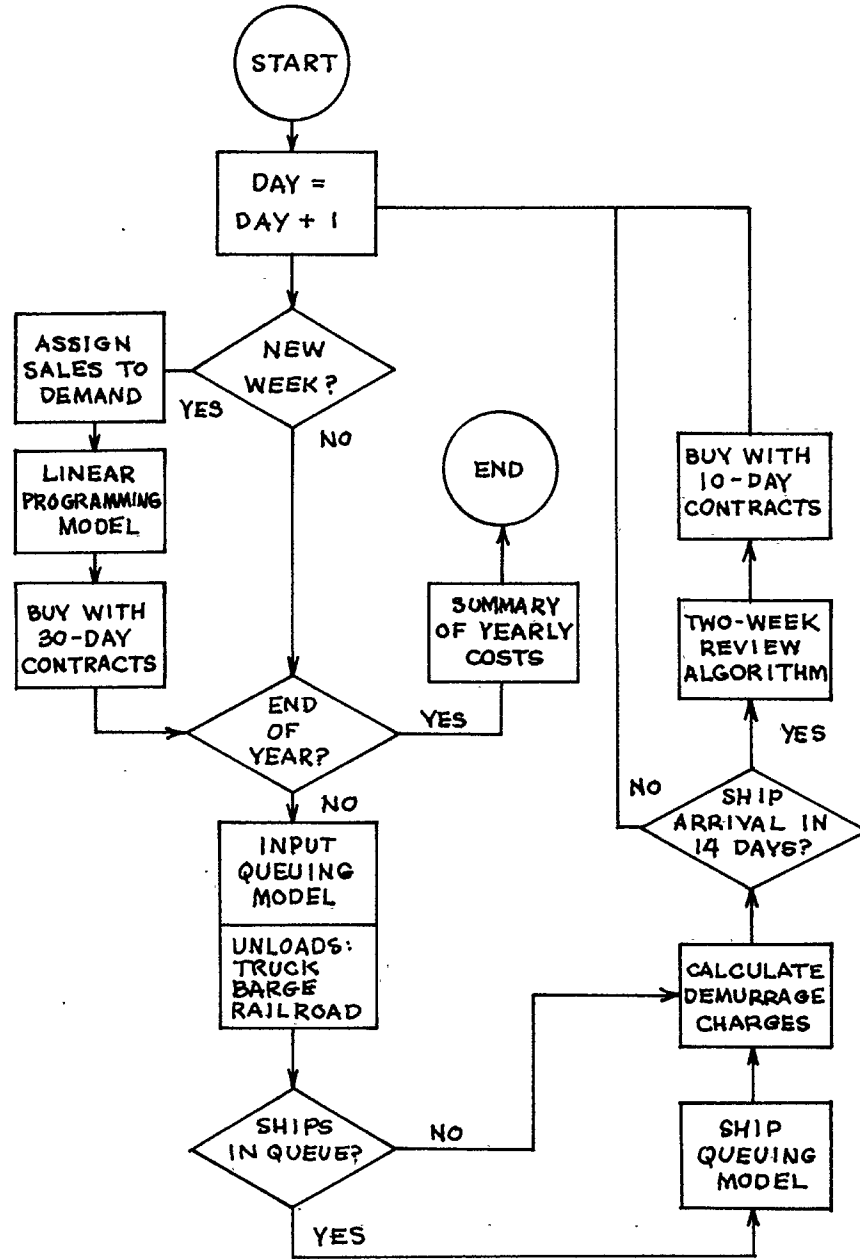 START
DAY =
DAY + 1
NEW
WEEK?
YES
NO
ASSIGN
SALES TO
DEMAND
LINEAR
PROGRAMMING
MODEL
BUY WITH
30-DAY
CONTRACTS
END
OF
YEAR?
YES
NO
SUMMARY
OF YEARLY
COSTS
END
INPUT
QUEUING
MODEL
UNLOADS:
TRUCK
BARGE
RAILROAD
SHIPS
IN QUEUE?
NO
YES
SHIP
QUEUING
MODEL
CALCULATE
DEMURRAGE
CHARGES
SHIP
ARRIVAL IN
14 DAYS?
NO
YES
TWO-WEEK
REVIEW
ALGORITHM
BUY WITH
10-DAY
CONTRACTS